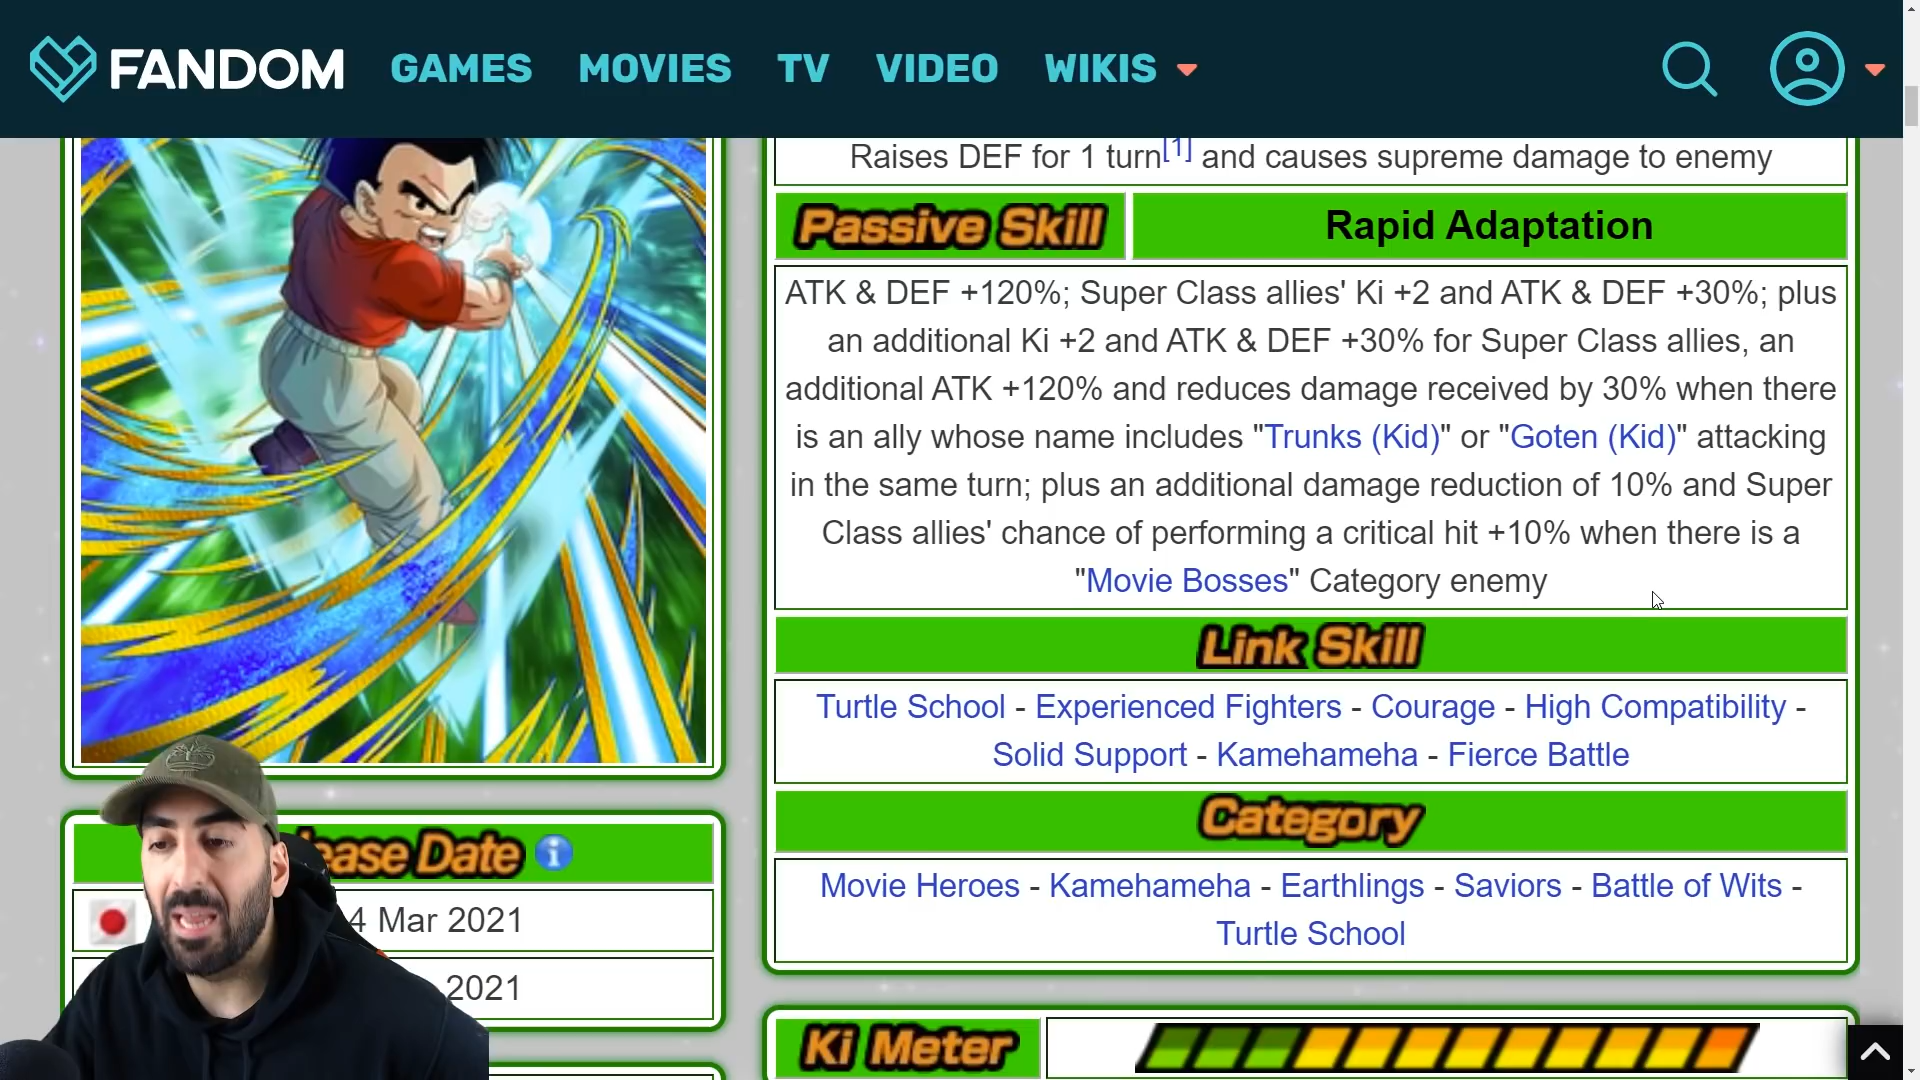 FANDOM GAMES MOVIES TV VIDEO WIKIS
Raises DEF for 1 turn[1] and causes supreme damage to enemy
Passive Skill
Rapid Adaptation
ATK & DEF +120%; Super Class allies' Ki +2 and ATK & DEF +30%; plus
an additional Ki +2 and ATK & DEF +30% for Super Class allies, an
additional ATK +120% and reduces damage received by 30% when there
is an ally whose name includes "Trunks (Kid)" or "Goten (Kid)" attacking
in the same turn; plus an additional damage reduction of 10% and Super
Class allies' chance of performing a critical hit +10% when there is a
"Movie Bosses" Category enemy
Link Skill
Turtle School - Experienced Fighters - Courage - High Compatibility -
Solid Support - Kamehameha - Fierce Battle
Category
Movie Heroes - Kamehameha - Earthlings - Saviors - Battle of Wits -
Turtle School
Ki Meter
Date i
4 Mar 2021
2021